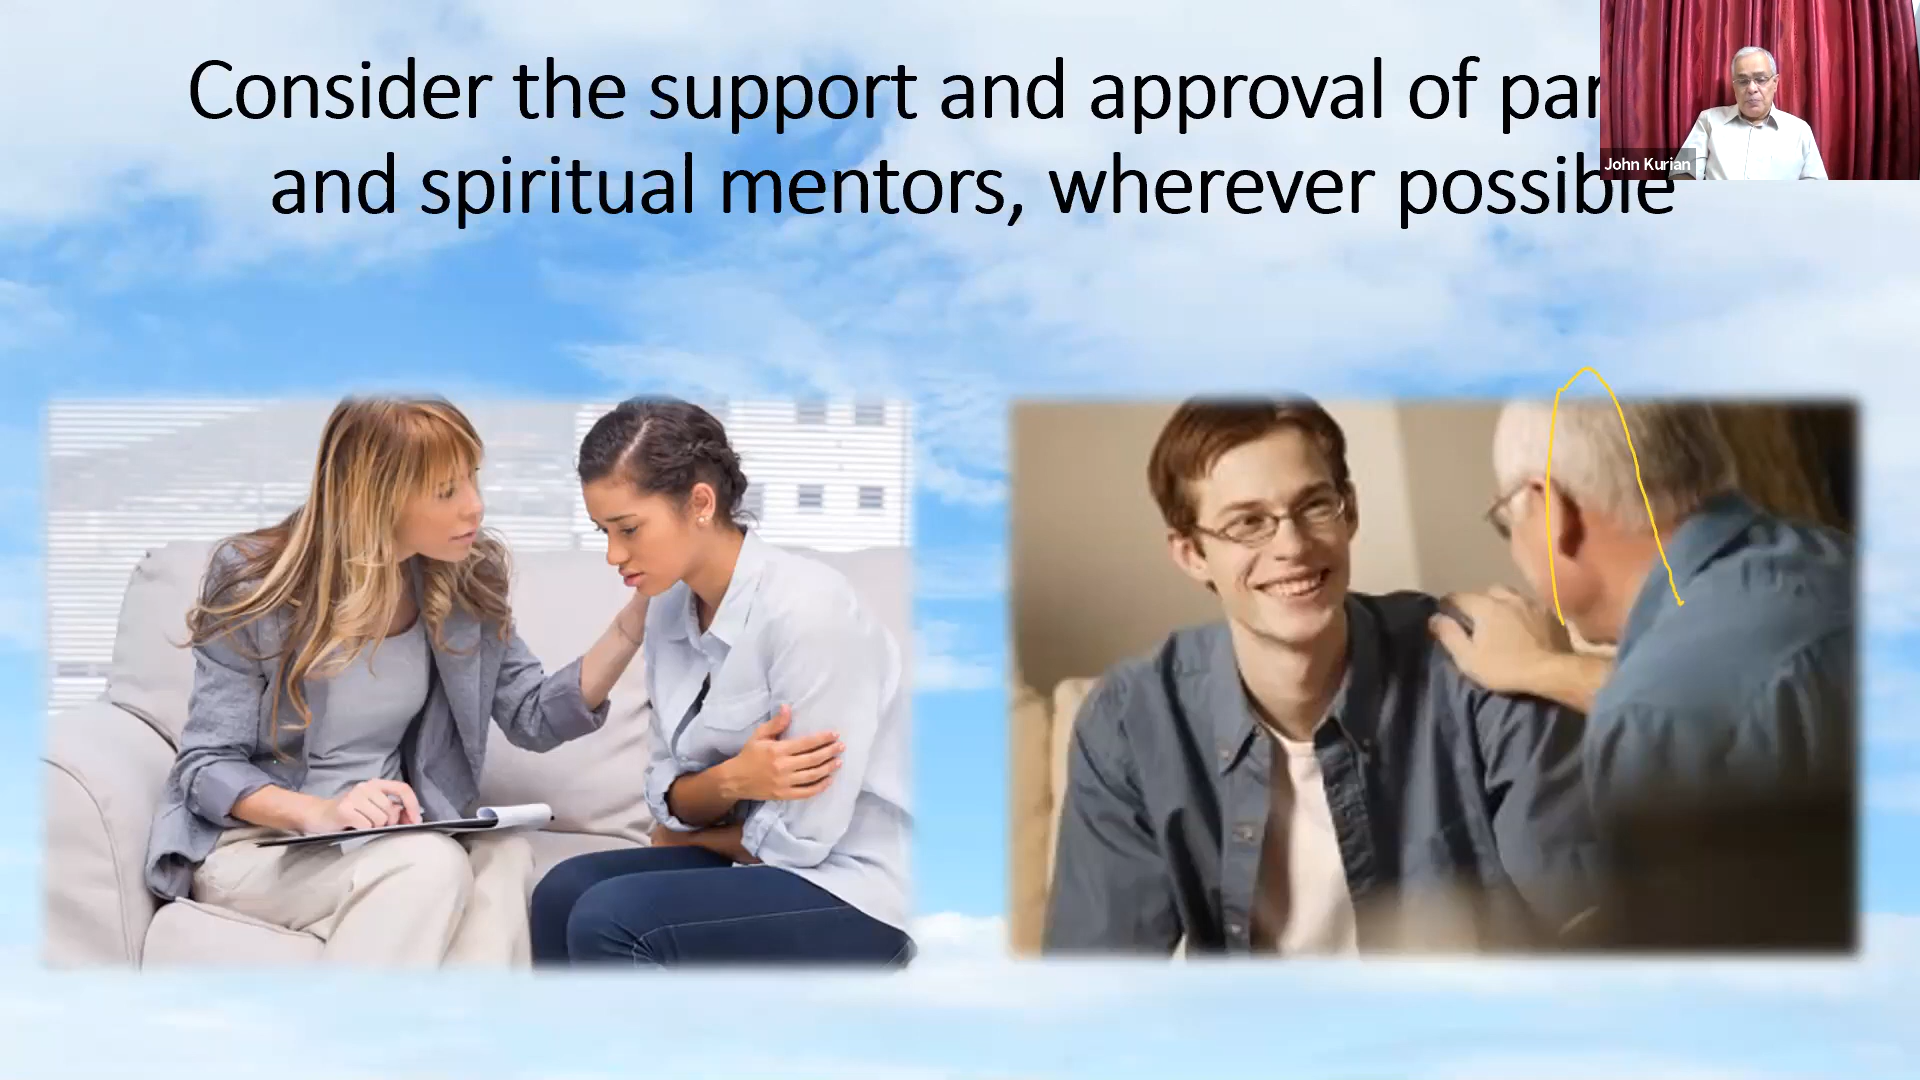 Consider the support and approval of par
and spiritual mentors, wherever possible
John Kurian